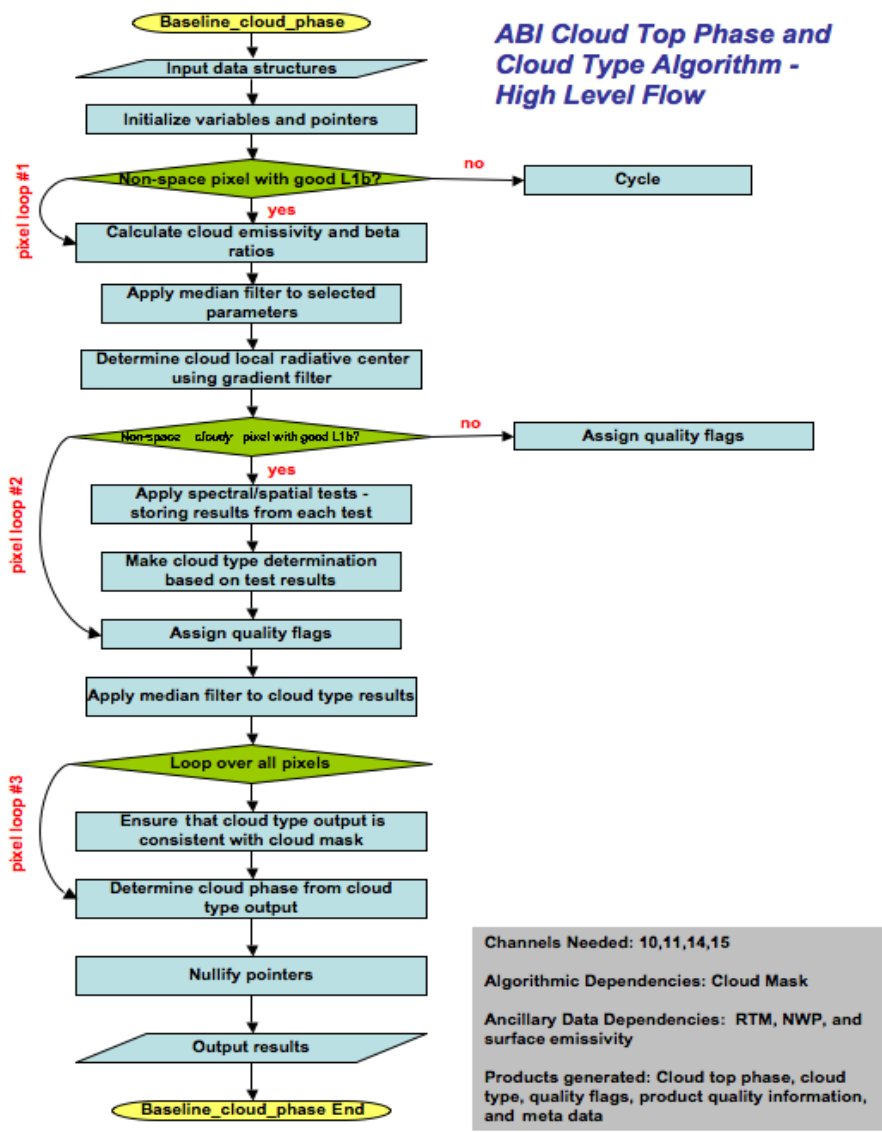 Baseline_cloud_phase
ABI Cloud Top Phase and
Cloud Type Algorithm -
High Level Flow
Input data structures
Initialize variables and pointers
pixel loop #1
Non-space pixel with good L1b?
no
Cycle
yes
Calculate cloud emissivity and beta
ratios
Apply median filter to selected
parameters
Determine cloud local radiative center
using gradient filter
pixel loop #2
Non-space cloudy pixel with good L1b?
no
Assign quality flags
yes
Apply spectral/spatial tests -
storing results from each test
Make cloud type determination
based on test results
Assign quality flags
Apply median filter to cloud type results
pixel loop #3
Loop over all pixels
Ensure that cloud type output is
consistent with cloud mask
Determine cloud phase from cloud
type output
Nullify pointers
Output results
Baseline_cloud_phase End
Channels Needed: 10,11,14,15
Algorithmic Dependencies: Cloud Mask
Ancillary Data Dependencies: RTM, NWP, and
surface emissivity
Products generated: Cloud top phase, cloud
type, quality flags, product quality information,
and meta data